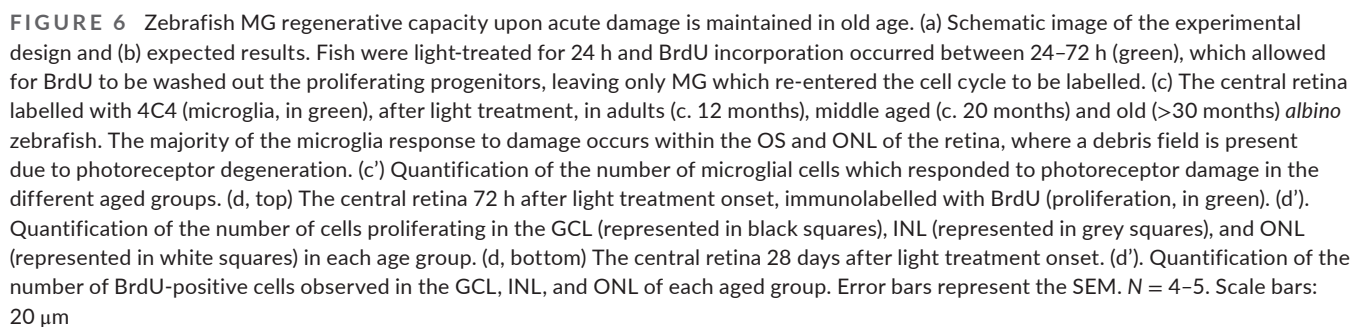 FIGURE 6 Zebrafish MG regenerative capacity upon acute damage is maintained in old age. (a) Schematic image of the experimental
design and (b) expected results. Fish were light-treated for 24 h and BrdU incorporation occurred between 24–72 h (green), which allowed
for BrdU to be washed out the proliferating progenitors, leaving only MG which re-entered the cell cycle to be labelled. (c) The central retina
labelled with 4C4 (microglia, in green), after light treatment, in adults (c. 12 months), middle aged (c. 20 months) and old (>30 months) albino
zebrafish. The majority of the microglia response to damage occurs within the OS and ONL of the retina, where a debris field is present
due to photoreceptor degeneration. (c’) Quantification of the number of microglial cells which responded to photoreceptor damage in the
different aged groups. (d, top) The central retina 72 h after light treatment onset, immunolabelled with BrdU (proliferation, in green). (d’).
Quantification of the number of cells proliferating in the GCL (represented in black squares), INL (represented in grey squares), and ONL
(represented in white squares) in each age group. (d, bottom) The central retina 28 days after light treatment onset. (d’). Quantification of the
number of BrdU-positive cells observed in the GCL, INL, and ONL of each aged group. Error bars represent the SEM. N = 4–5. Scale bars:
20 μm